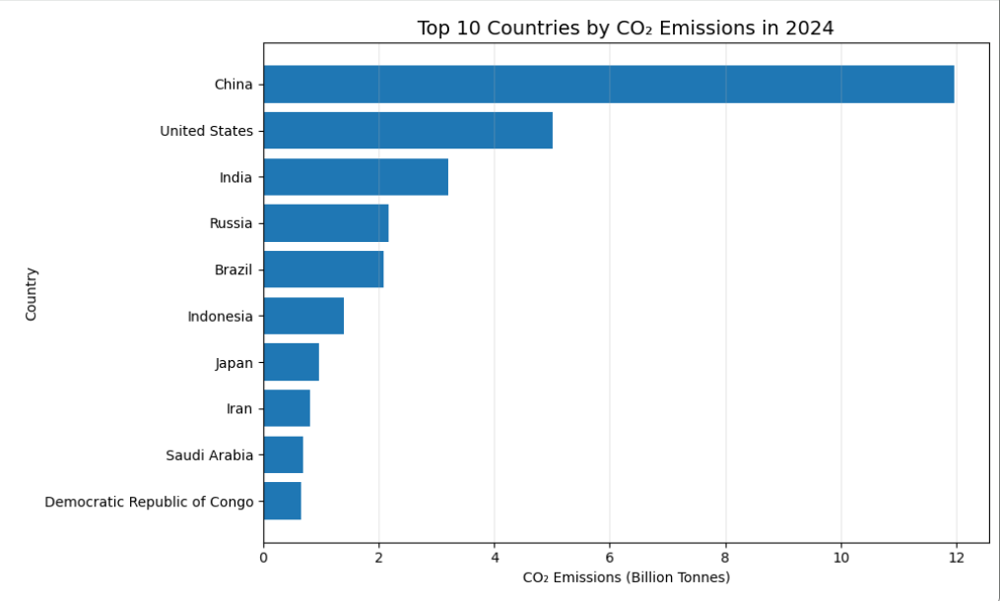 Top 10 Countries by CO₂ Emissions in 2024
Country
China
United States
India
Russia
Brazil
Indonesia
Japan
Iran
Saudi Arabia
Democratic Republic of Congo
0 2 4 6 8 10 12
CO₂ Emissions (Billion Tonnes)